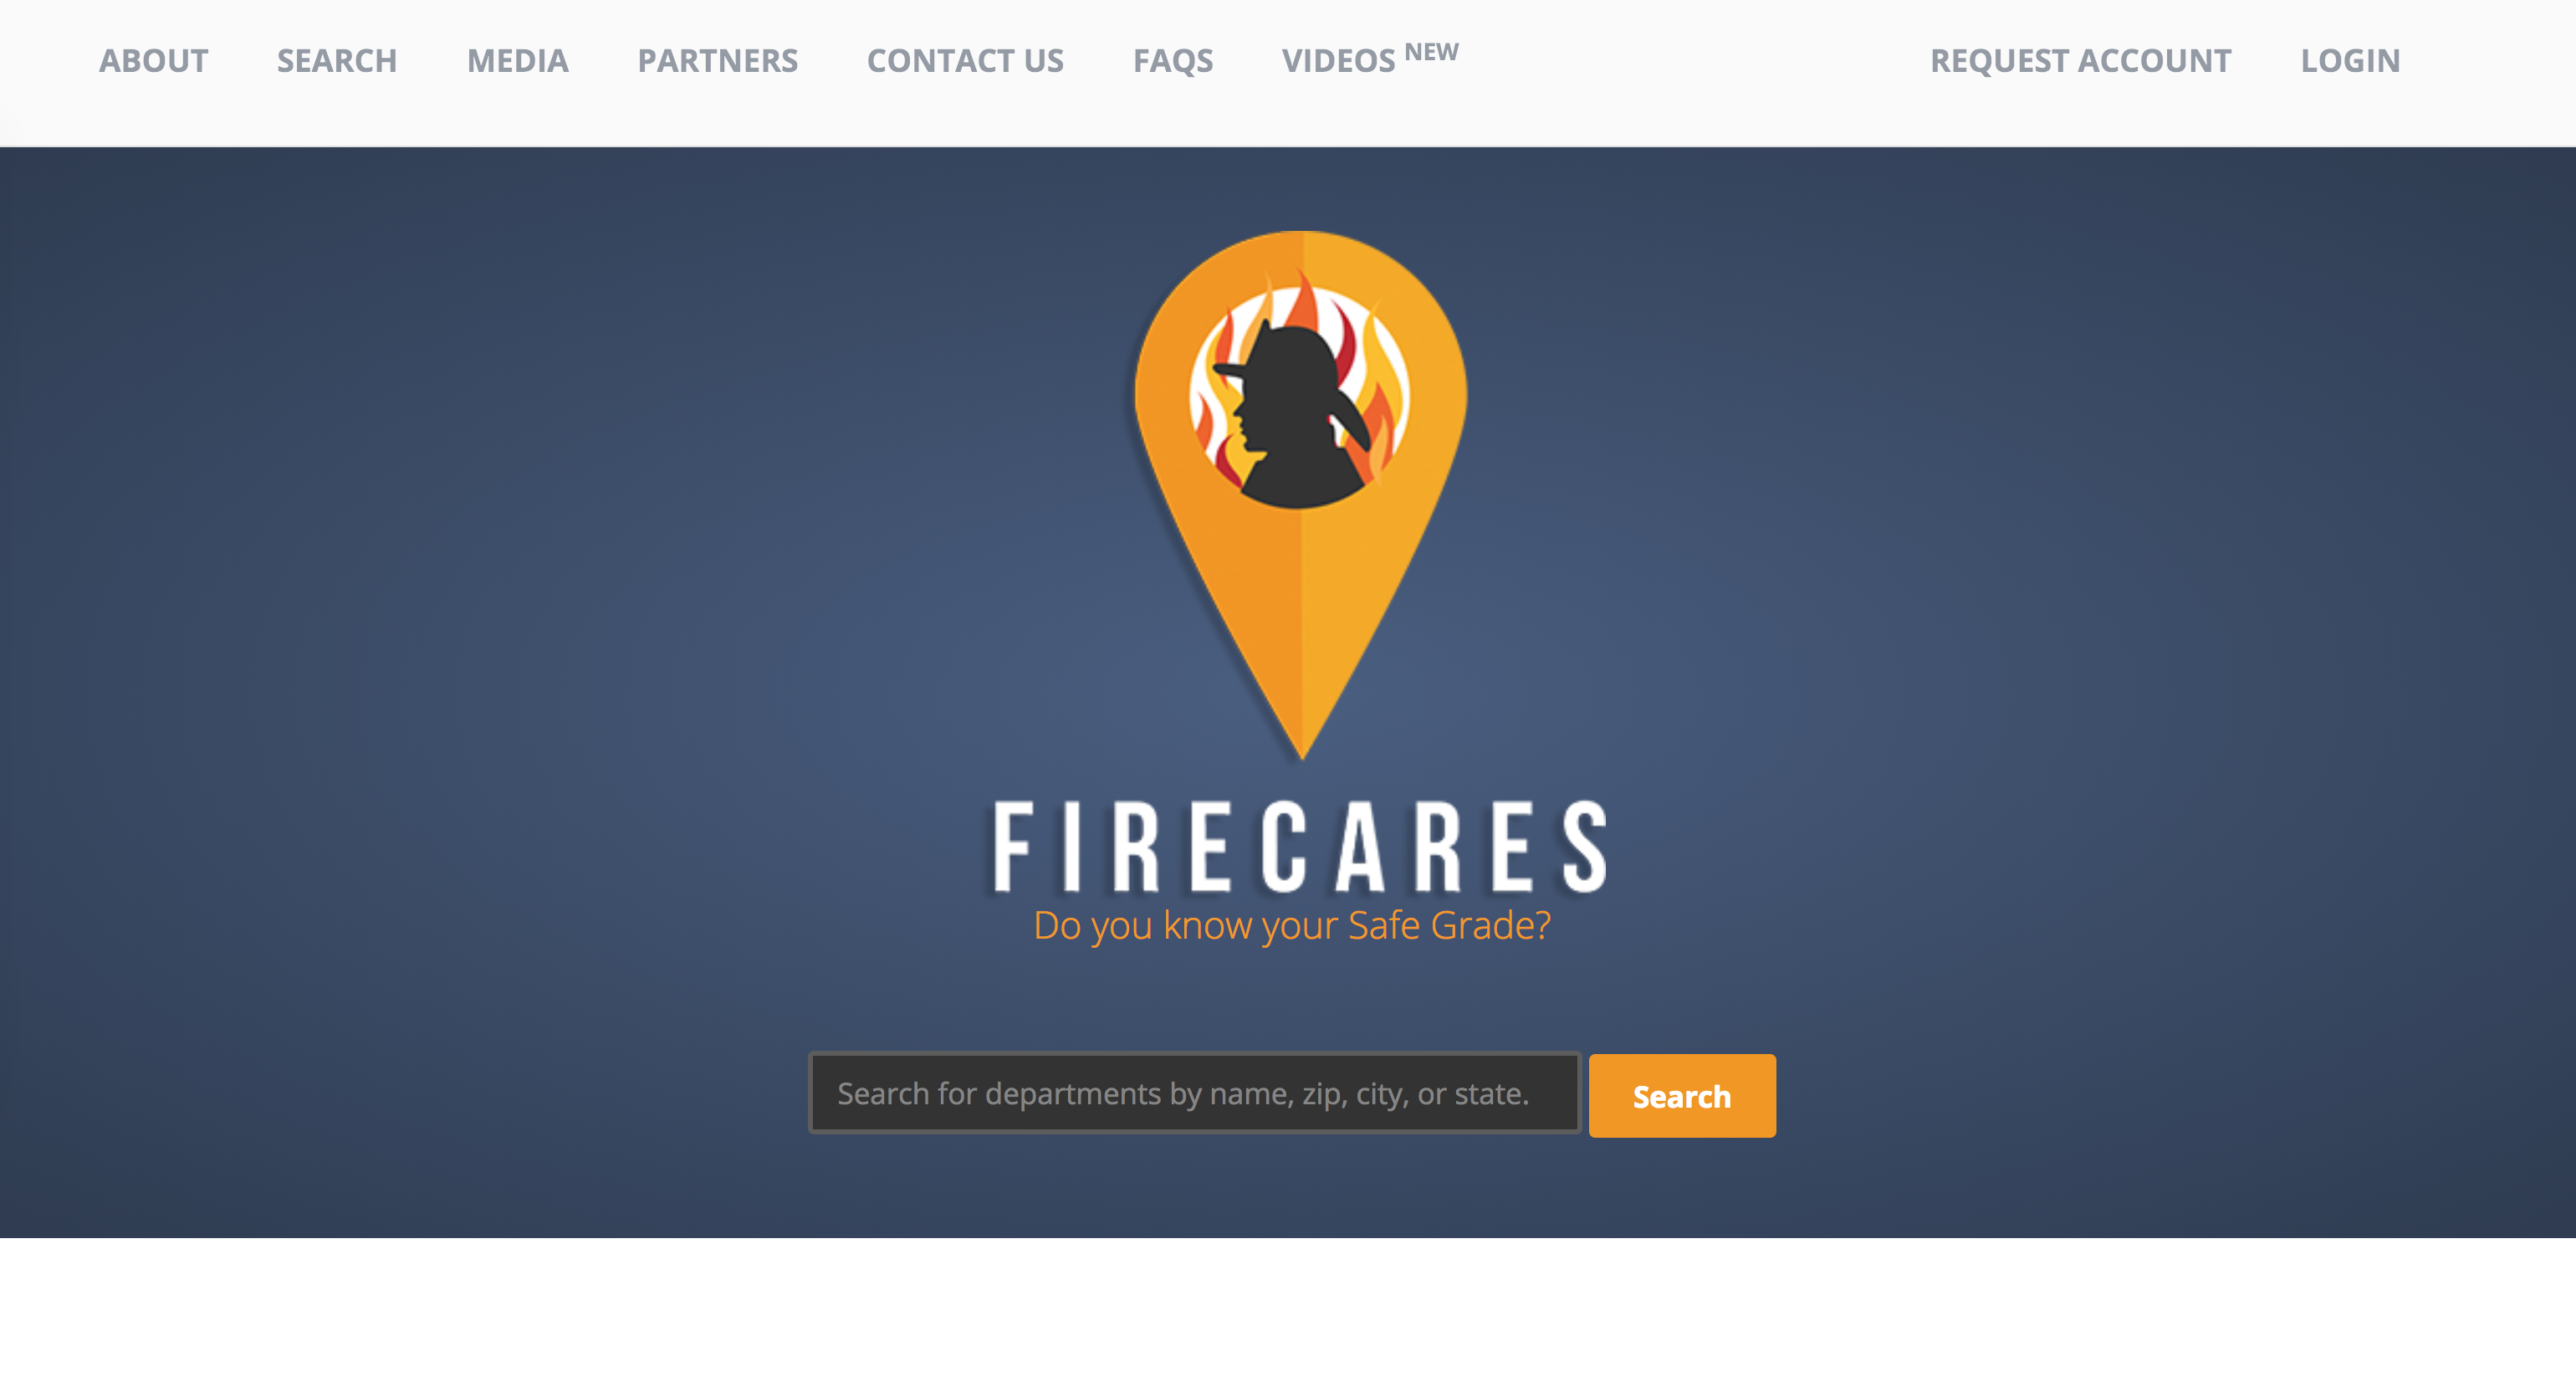 ABOUT SEARCH MEDIA PARTNERS CONTACT US FAQS VIDEOS NEW REQUEST ACCOUNT LOGIN
FIRECARES
Do you know your Safe Grade?
Search for departments by name, zip, city, or state. Search